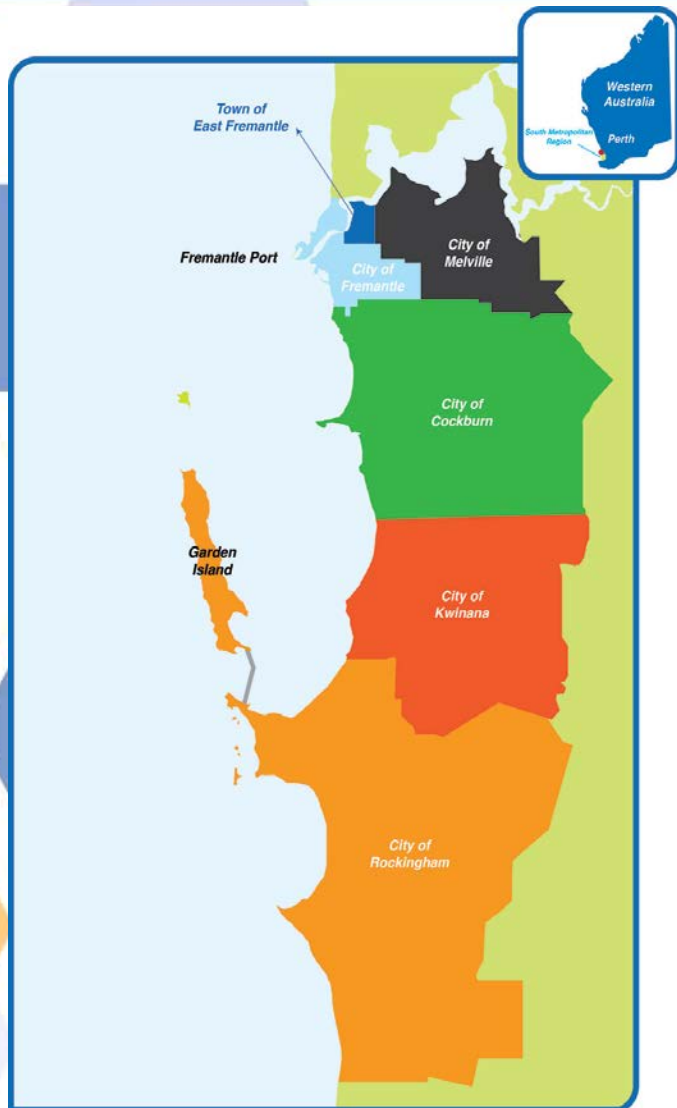 Western
Australia
South Metropolitan
Region
Perth
Town of
East Fremantle
Fremantle Port
City of
Melville
City of
Fremantle
City of
Cockburn
Garden
Island
City of
Kwinana
City of
Rockingham